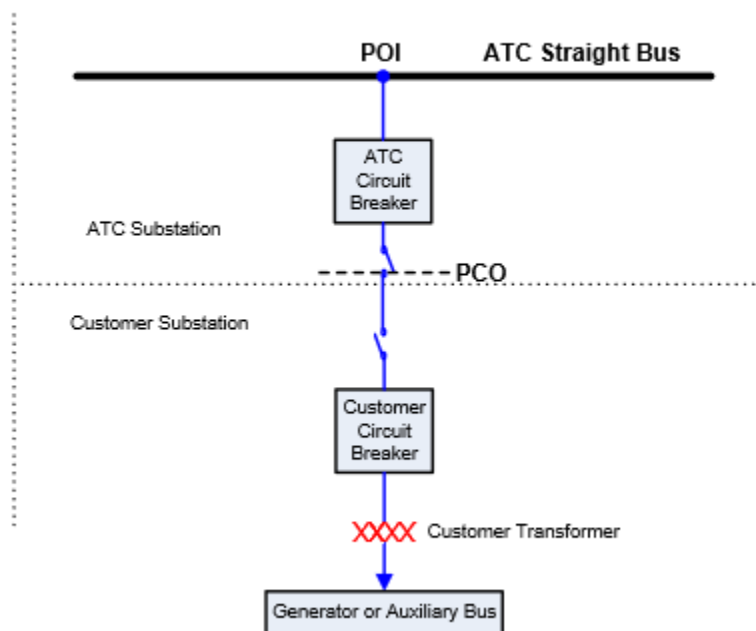 POI
ATC Straight Bus
ATC
Circuit
Breaker
ATC Substation
PCO
Customer Substation
Customer
Circuit
Breaker
Customer Transformer
Generator or Auxiliary Bus